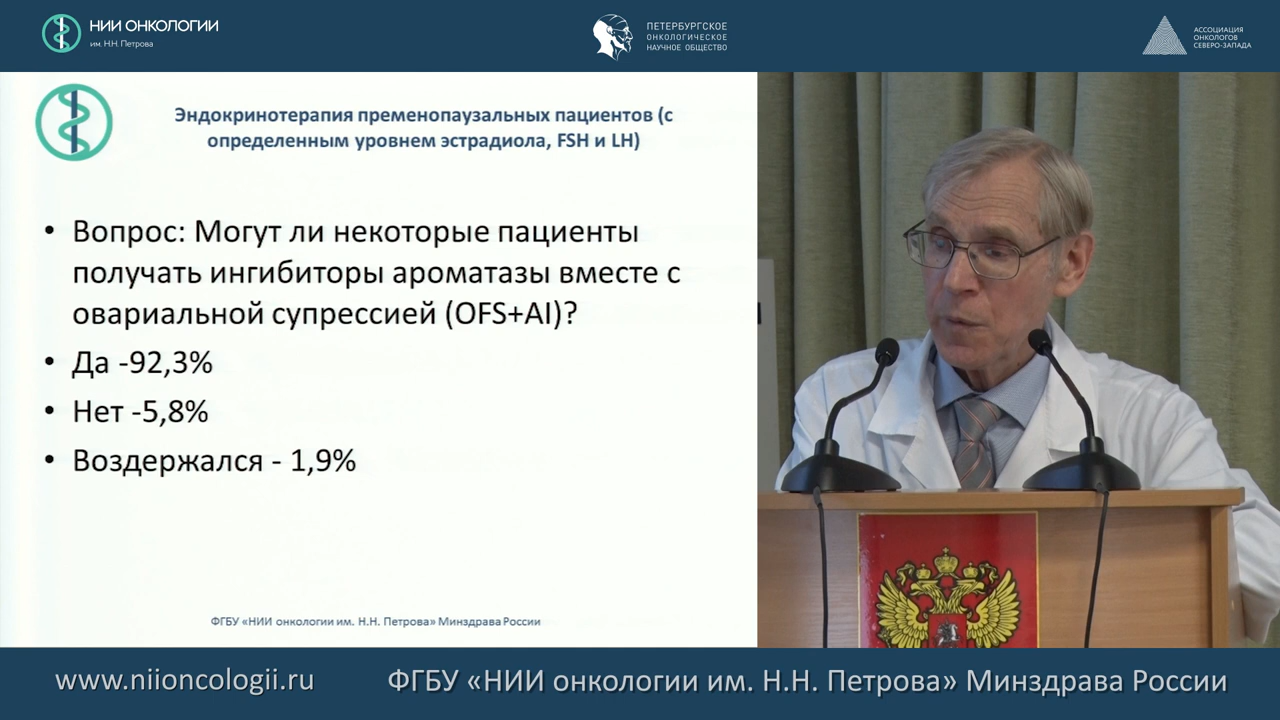 НИИ ОНКОЛОГИИ
им. Н.Н. Петрова
ПЕТЕРБУРГСКОЕ
ОНКОЛОГИЧЕСКОЕ
НАУЧНОЕ ОБЩЕСТВО
АССОЦИАЦИЯ
ОНКОЛОГОВ
СЕВЕРО-ЗАПАДА
Эндокринотерапия пременопаузальных пациентов (с
определенным уровнем эстрадиола, FSH и LH)
• Вопрос: Могут ли некоторые пациенты
получать ингибиторы ароматазы вместе с
овариальной супрессией (OFS+AI)?
• Да -92,3%
• Нет -5,8%
• Воздержался - 1,9%
ФГБУ «НИИ онкологии им. Н.Н. Петрова» Минздрава России
www.niioncologii.ru
ФГБУ «НИИ онкологии им. Н.Н. Петрова» Минздрава России